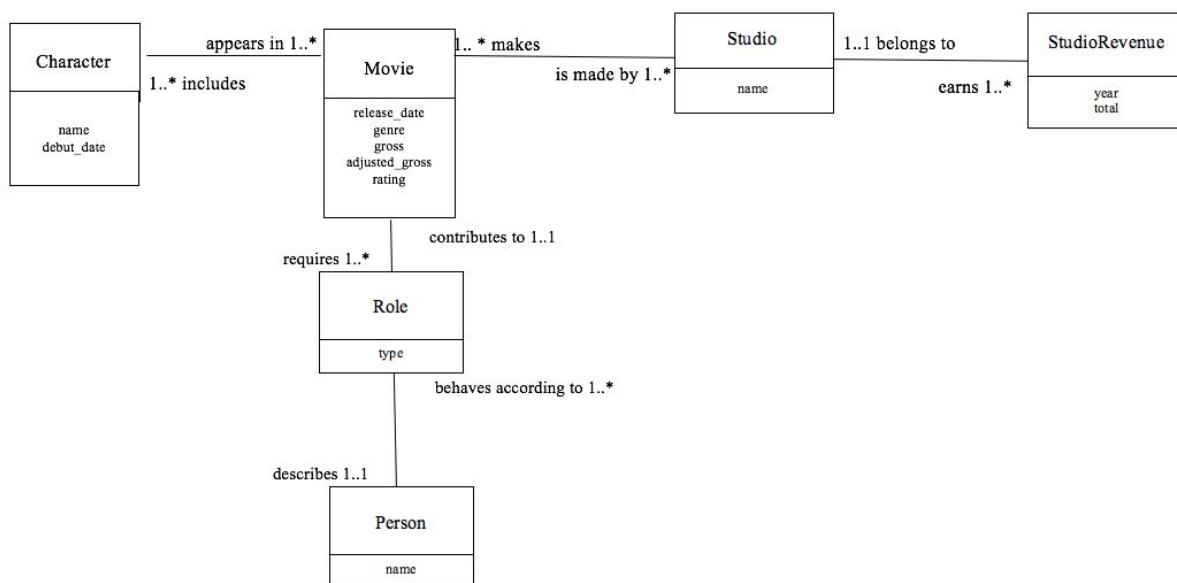 Character
name
debut_date
appears in 1..*
1..* includes
Movie
release_date
genre
gross
adjusted_gross
rating
1.. * makes
is made by 1..*
Studio
name
1..1 belongs to
earns 1..*
StudioRevenue
year
total
contributes to 1..1
requires 1..*
Role
type
behaves according to 1..*
describes 1..1
Person
name